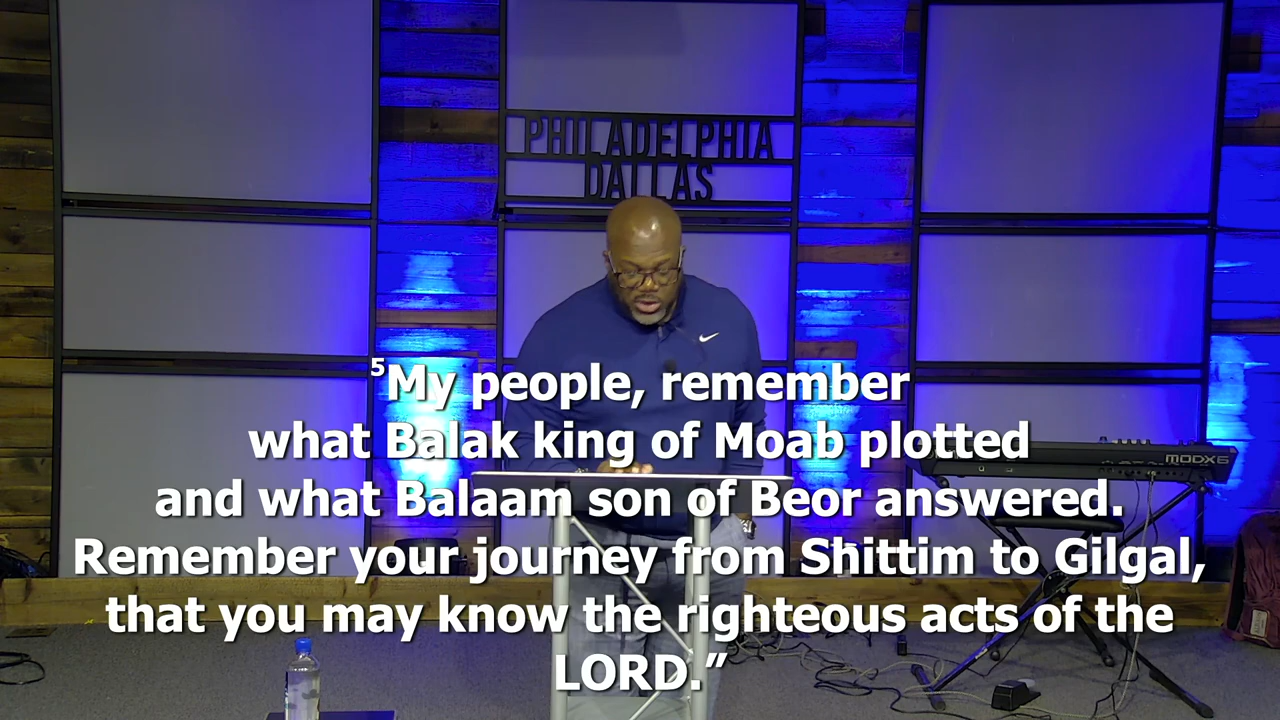 PHILADELPHIA
DALLAS
⁵My people, remember
what Balak king of Moab plotted
and what Balaam son of Beor answered.
Remember your journey from Shittim to Gilgal,
that you may know the righteous acts of the
LORD.”
MODX6